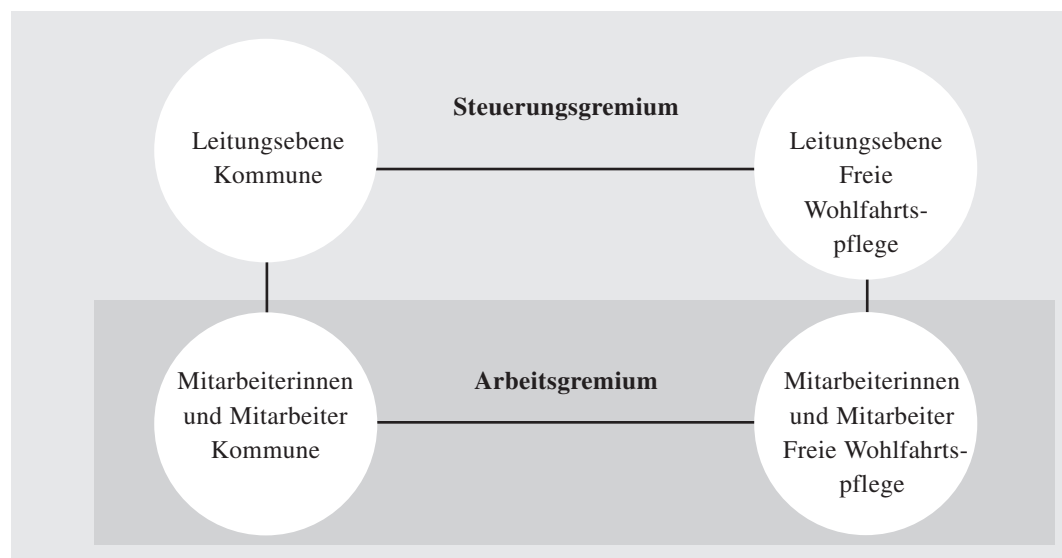 Steuerungsgremium
Leitungsebene
Kommune
Leitungsebene
Freie
Wohlfahrts-
pflege
Arbeitsgremium
Mitarbeiterinnen
und Mitarbeiter
Kommune
Mitarbeiterinnen
und Mitarbeiter
Freie Wohlfahrts-
pflege